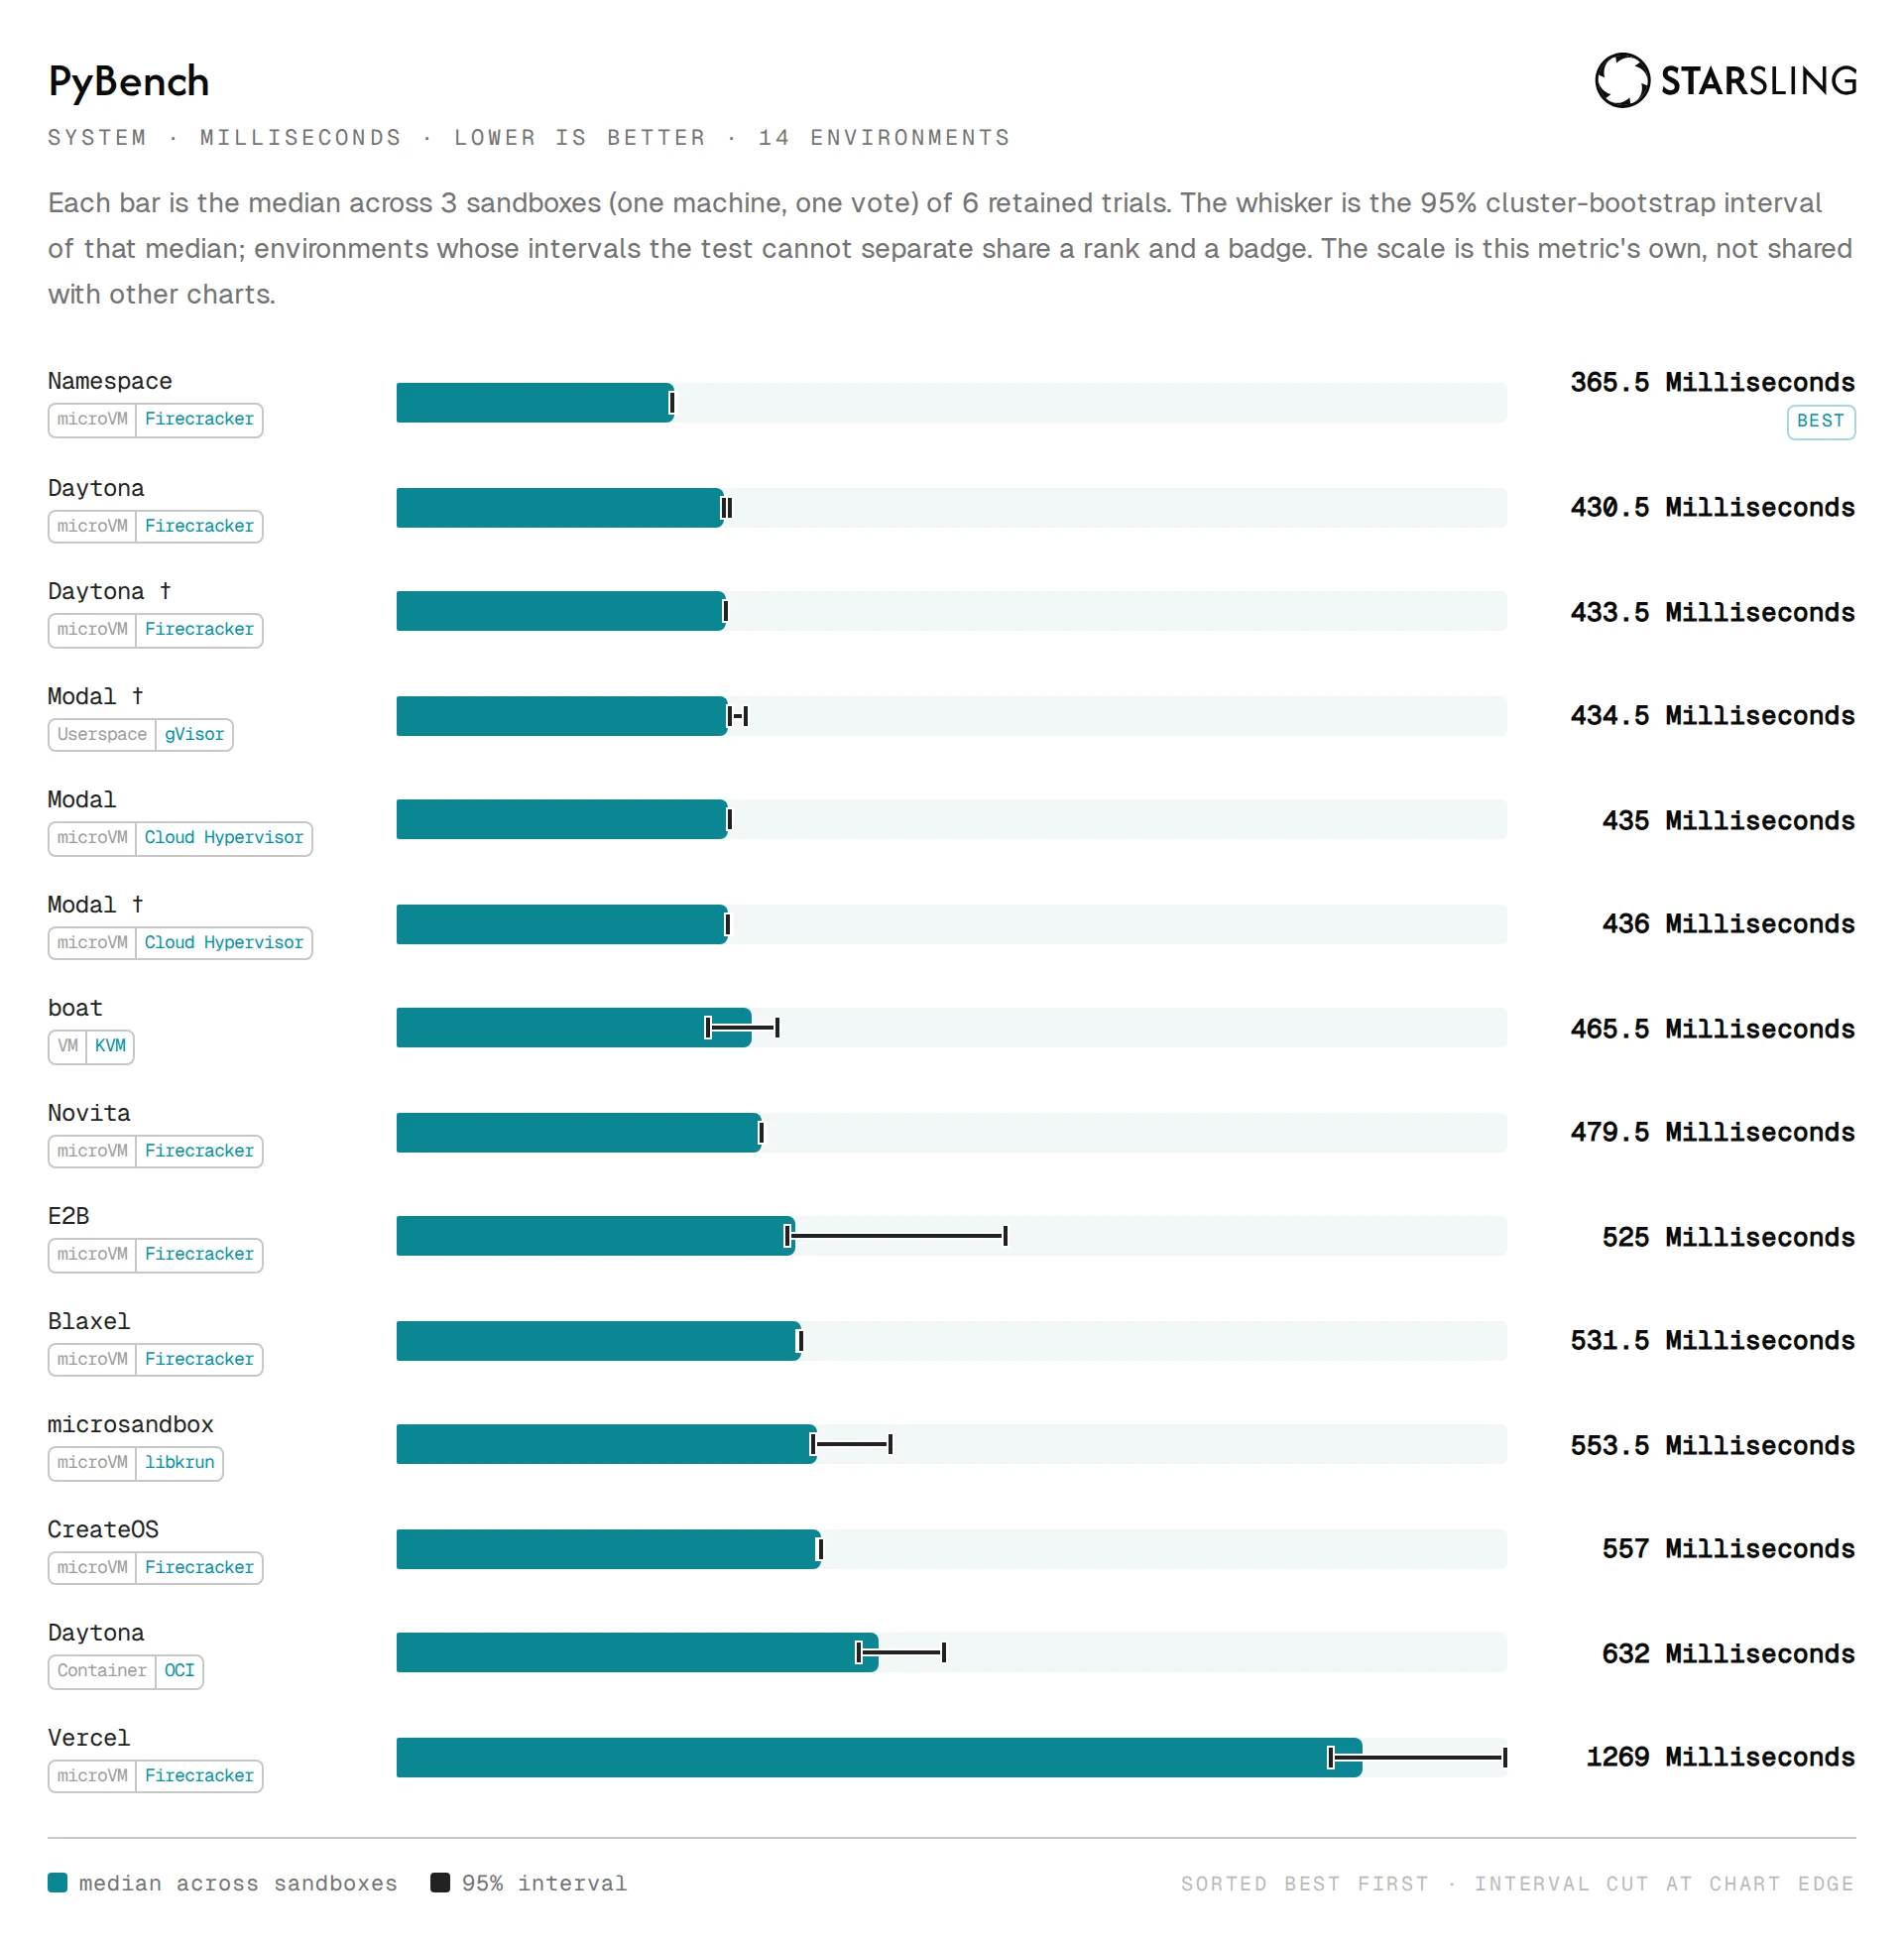 PyBench
STARSLING
SYSTEM · MILLISECONDS · LOWER IS BETTER · 14 ENVIRONMENTS
Each bar is the median across 3 sandboxes (one machine, one vote) of 6 retained trials. The whisker is the 95% cluster-bootstrap interval
of that median; environments whose intervals the test cannot separate share a rank and a badge. The scale is this metric's own, not shared
with other charts.
Namespace
365.5 Milliseconds
microVM Firecracker
BEST
Daytona
430.5 Milliseconds
microVM Firecracker
Daytona †
433.5 Milliseconds
microVM Firecracker
Modal †
434.5 Milliseconds
Userspace gVisor
Modal
435 Milliseconds
microVM Cloud Hypervisor
Modal †
436 Milliseconds
microVM Cloud Hypervisor
boat
465.5 Milliseconds
VM KVM
Novita
479.5 Milliseconds
microVM Firecracker
E2B
525 Milliseconds
microVM Firecracker
Blaxel
531.5 Milliseconds
microVM Firecracker
microsandbox
553.5 Milliseconds
microVM libkrun
CreateOS
557 Milliseconds
microVM Firecracker
Daytona
632 Milliseconds
Container OCI
Vercel
1269 Milliseconds
microVM Firecracker
median across sandboxes 95% interval
SORTED BEST FIRST · INTERVAL CUT AT CHART EDGE